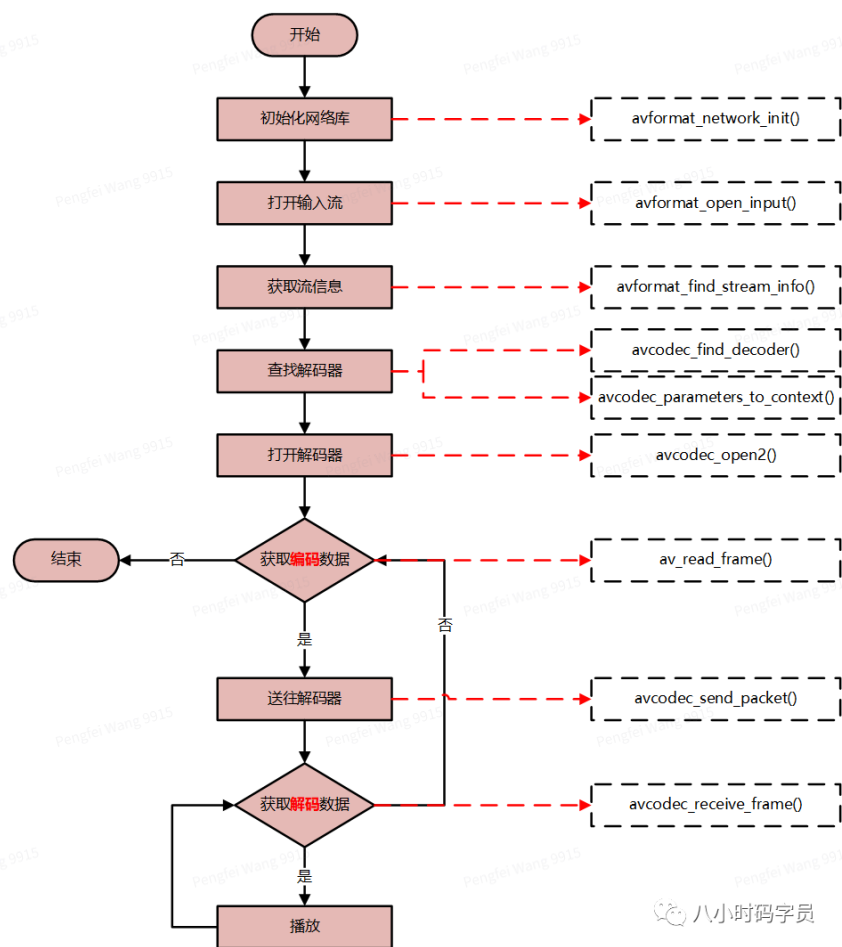 开始
初始化网络库
avformat_network_init()
打开输入流
avformat_open_input()
获取流信息
avformat_find_stream_info()
查找解码器
avcodec_find_decoder()
avcodec_parameters_to_context()
打开解码器
avcodec_open2()
结束
否
获取编码数据
av_read_frame()
是
否
送往解码器
avcodec_send_packet()
获取解码数据
avcodec_receive_frame()
是
播放
八小时码字员
Pengfei Wang 9915